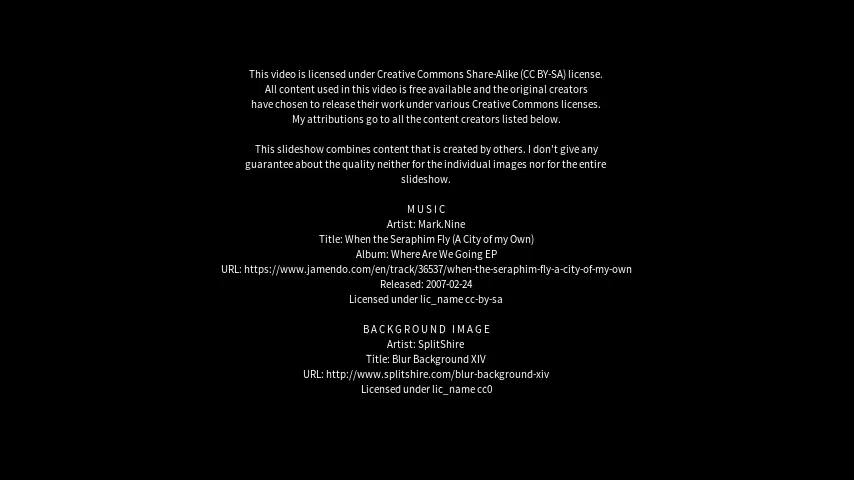 This video is licensed under Creative Commons Share-Alike (CC BY-SA) license.
All content used in this video is free available and the original creators
have chosen to release their work under various Creative Commons licenses.
My attributions go to all the content creators listed below.
This slideshow combines content that is created by others. I don't give any
guarantee about the quality neither for the individual images nor for the entire
slideshow.
MUSIC
Artist: Mark.Nine
Title: When the Seraphim Fly (A City of my Own)
Album: Where Are We Going EP
URL: https://www.jamendo.com/en/track/36537/when-the-seraphim-fly-a-city-of-my-own
Released: 2007-02-24
Licensed under lic_name cc-by-sa
BACKGROUND IMAGE
Artist: SplitShire
Title: Blur Background XIV
URL: http://www.splitshire.com/blur-background-xiv
Licensed under lic_name cc0